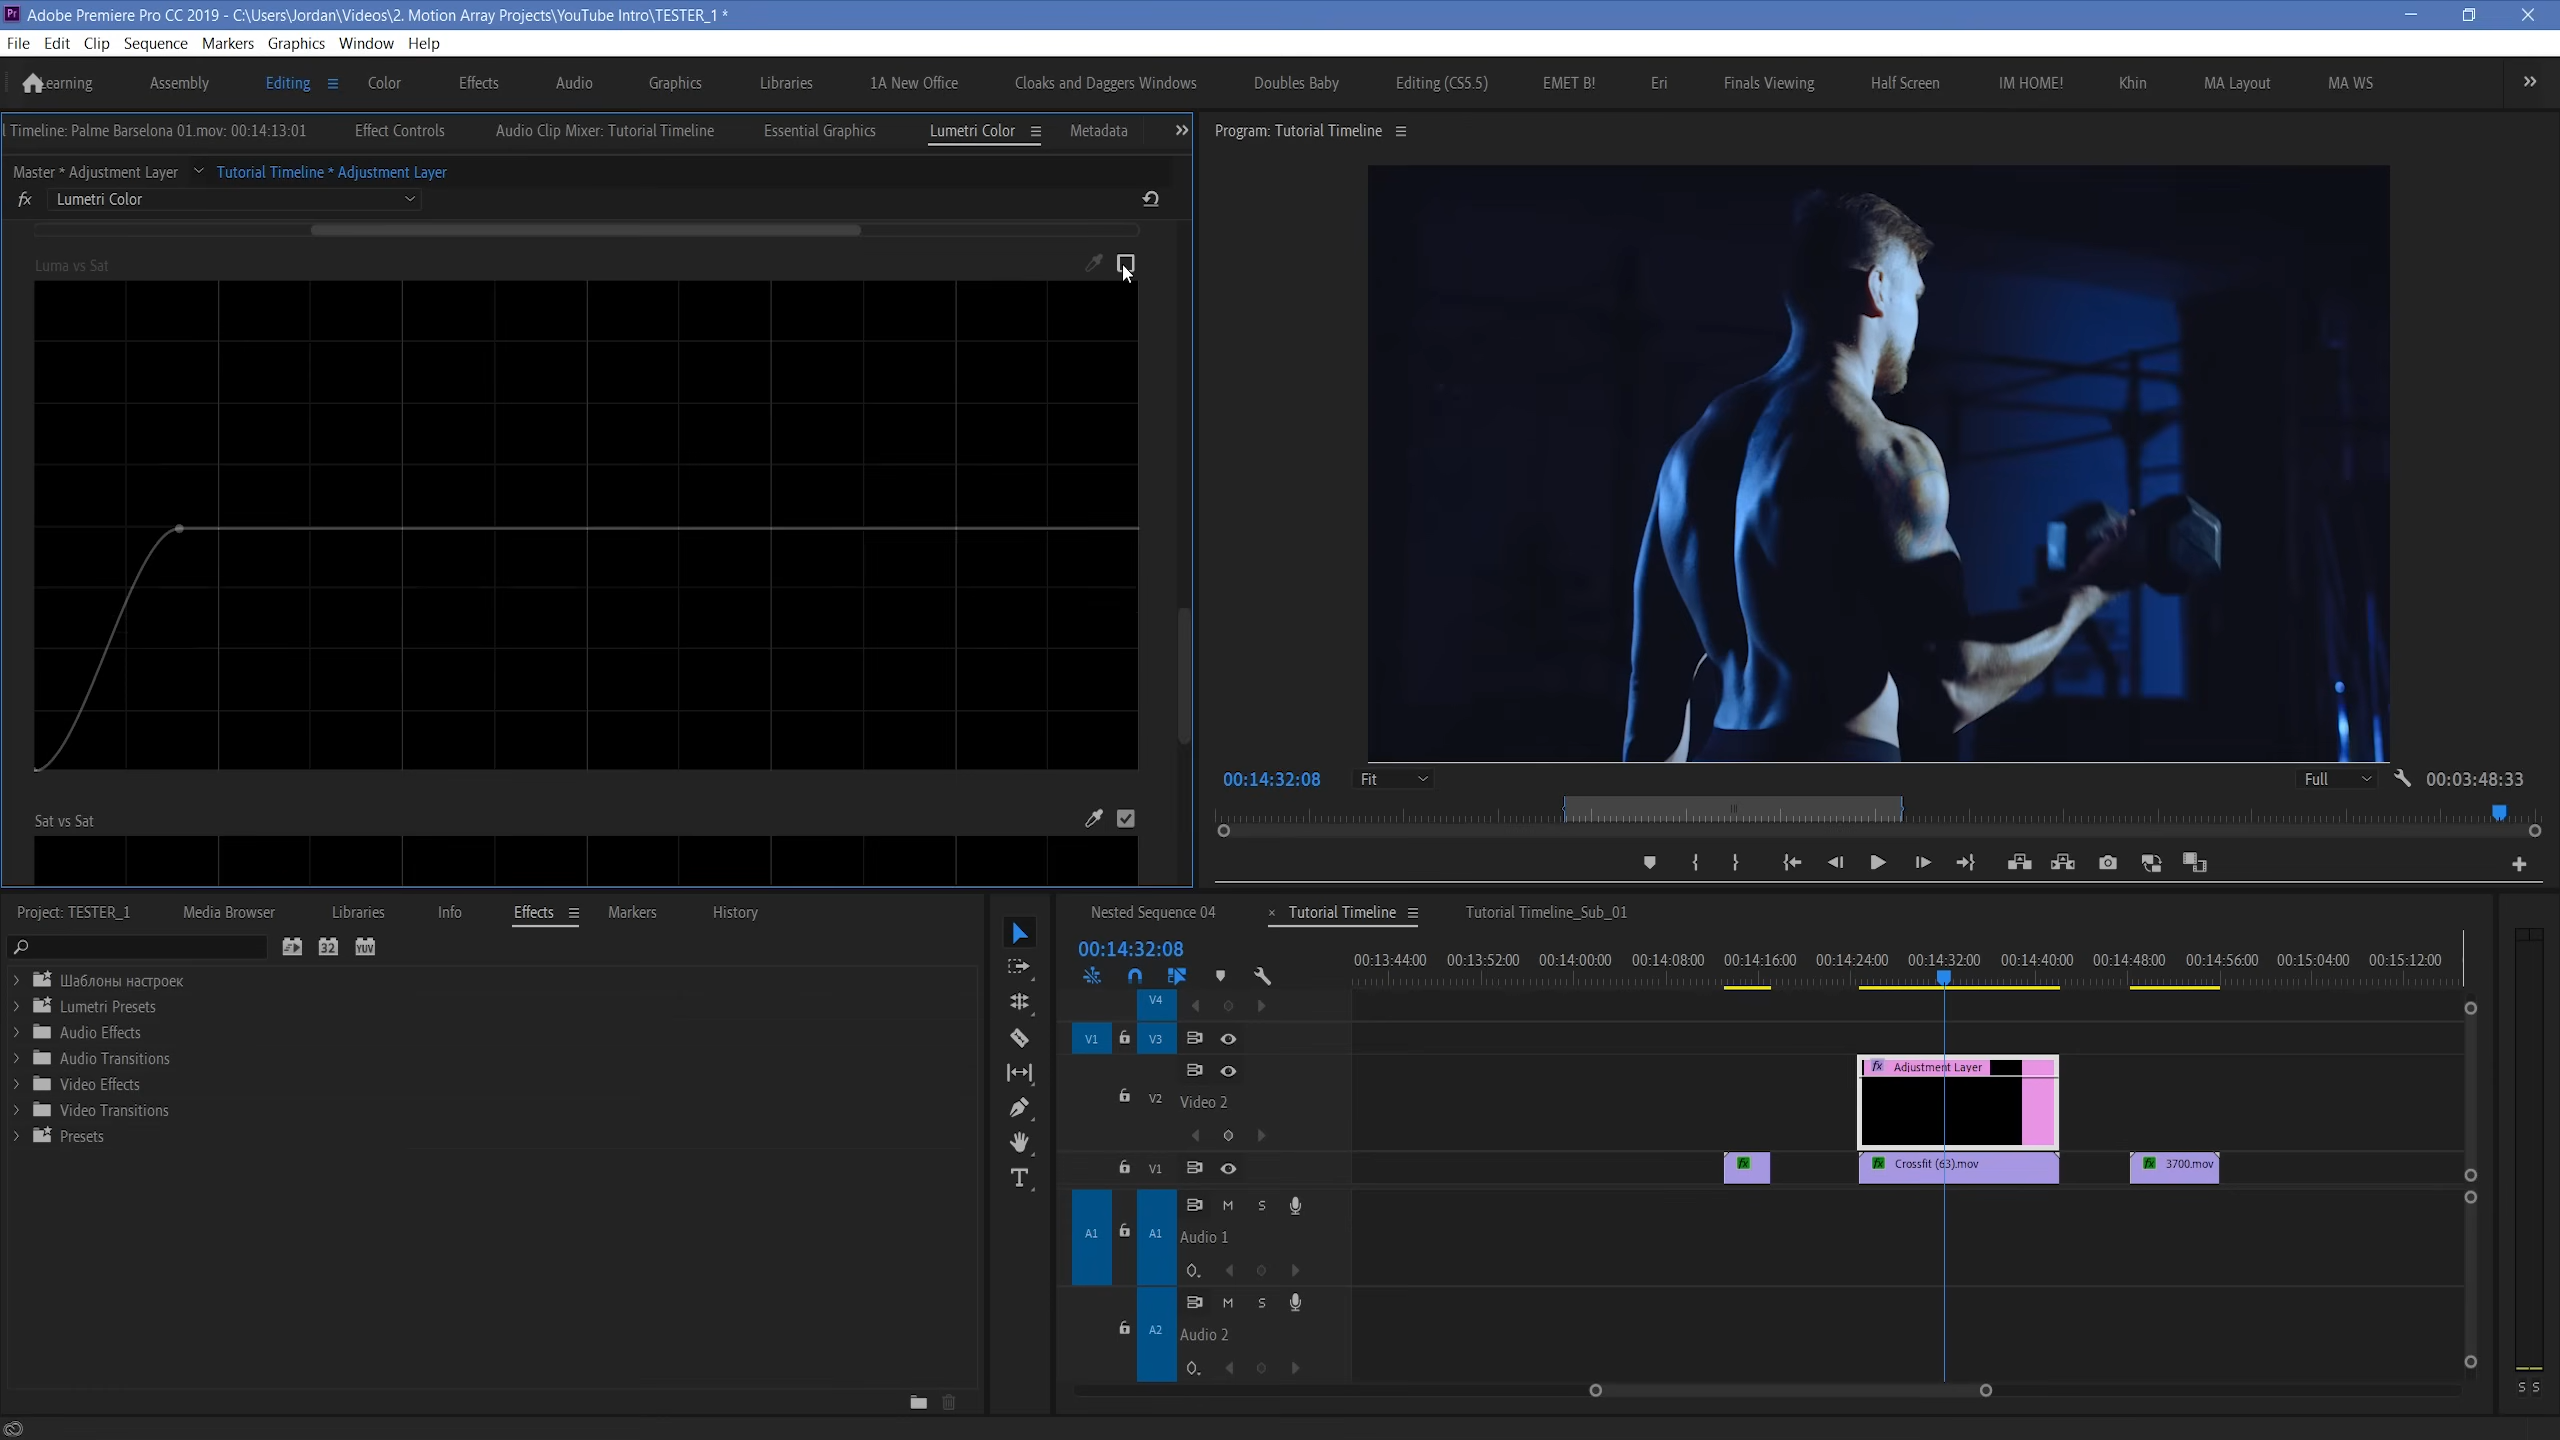 Adobe Premiere Pro CC 2019 - C:\Users\Jordan\Videos\2. Motion Array Projects\YouTube Intro\TESTER_1 *
File Edit Clip Sequence Markers Graphics Window Help
earning Assembly Editing Color Effects Audio Graphics Libraries 1A New Office Cloaks and Daggers Windows Doubles Baby Editing (CS5.5) EMET B! Eri Finals Viewing Half Screen IM HOME! Khin MA Layout MA WS
l Timeline: Palme Barselona 01.mov: 00:14:13:01 Effect Controls Audio Clip Mixer: Tutorial Timeline Essential Graphics Lumetri Color Metadata
Program: Tutorial Timeline
Master * Adjustment Layer Tutorial Timeline * Adjustment Layer
fx Lumetri Color
Luma vs Sat
Sat vs Sat
00:14:32:08 Fit Full 00:03:48:33
Project: TESTER_1 Media Browser Libraries Info Effects Markers History
32 YUV
Шаблоны настроек
Lumetri Presets
Audio Effects
Audio Transitions
Video Effects
Video Transitions
Presets
Nested Sequence 04 × Tutorial Timeline Tutorial Timeline_Sub_01
00:14:32:08
00:13:44:00 00:13:52:00 00:14:00:00 00:14:08:00 00:14:16:00 00:14:24:00 00:14:32:00 00:14:40:00 00:14:48:00 00:14:56:00 00:15:04:00 00:15:12:00
V4
V1 V3
fx Adjustment Layer
V2 Video 2
V1
fx
fx Crossfit (63).mov
fx 3700.mov
M S
A1 A1 Audio 1
M S
A2 Audio 2
S S